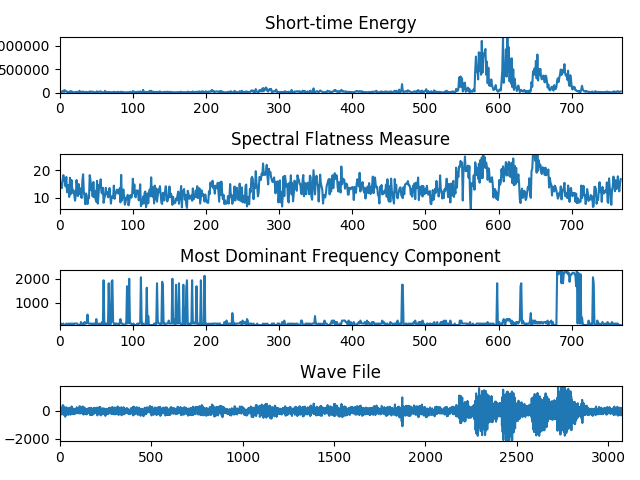 Short-time Energy
500000
0
0 100 200 300 400 500 600 700
Spectral Flatness Measure
20
10
0 100 200 300 400 500 600 700
Most Dominant Frequency Component
2000
1000
0 100 200 300 400 500 600 700
Wave File
0
−2000
0 500 1000 1500 2000 2500 3000